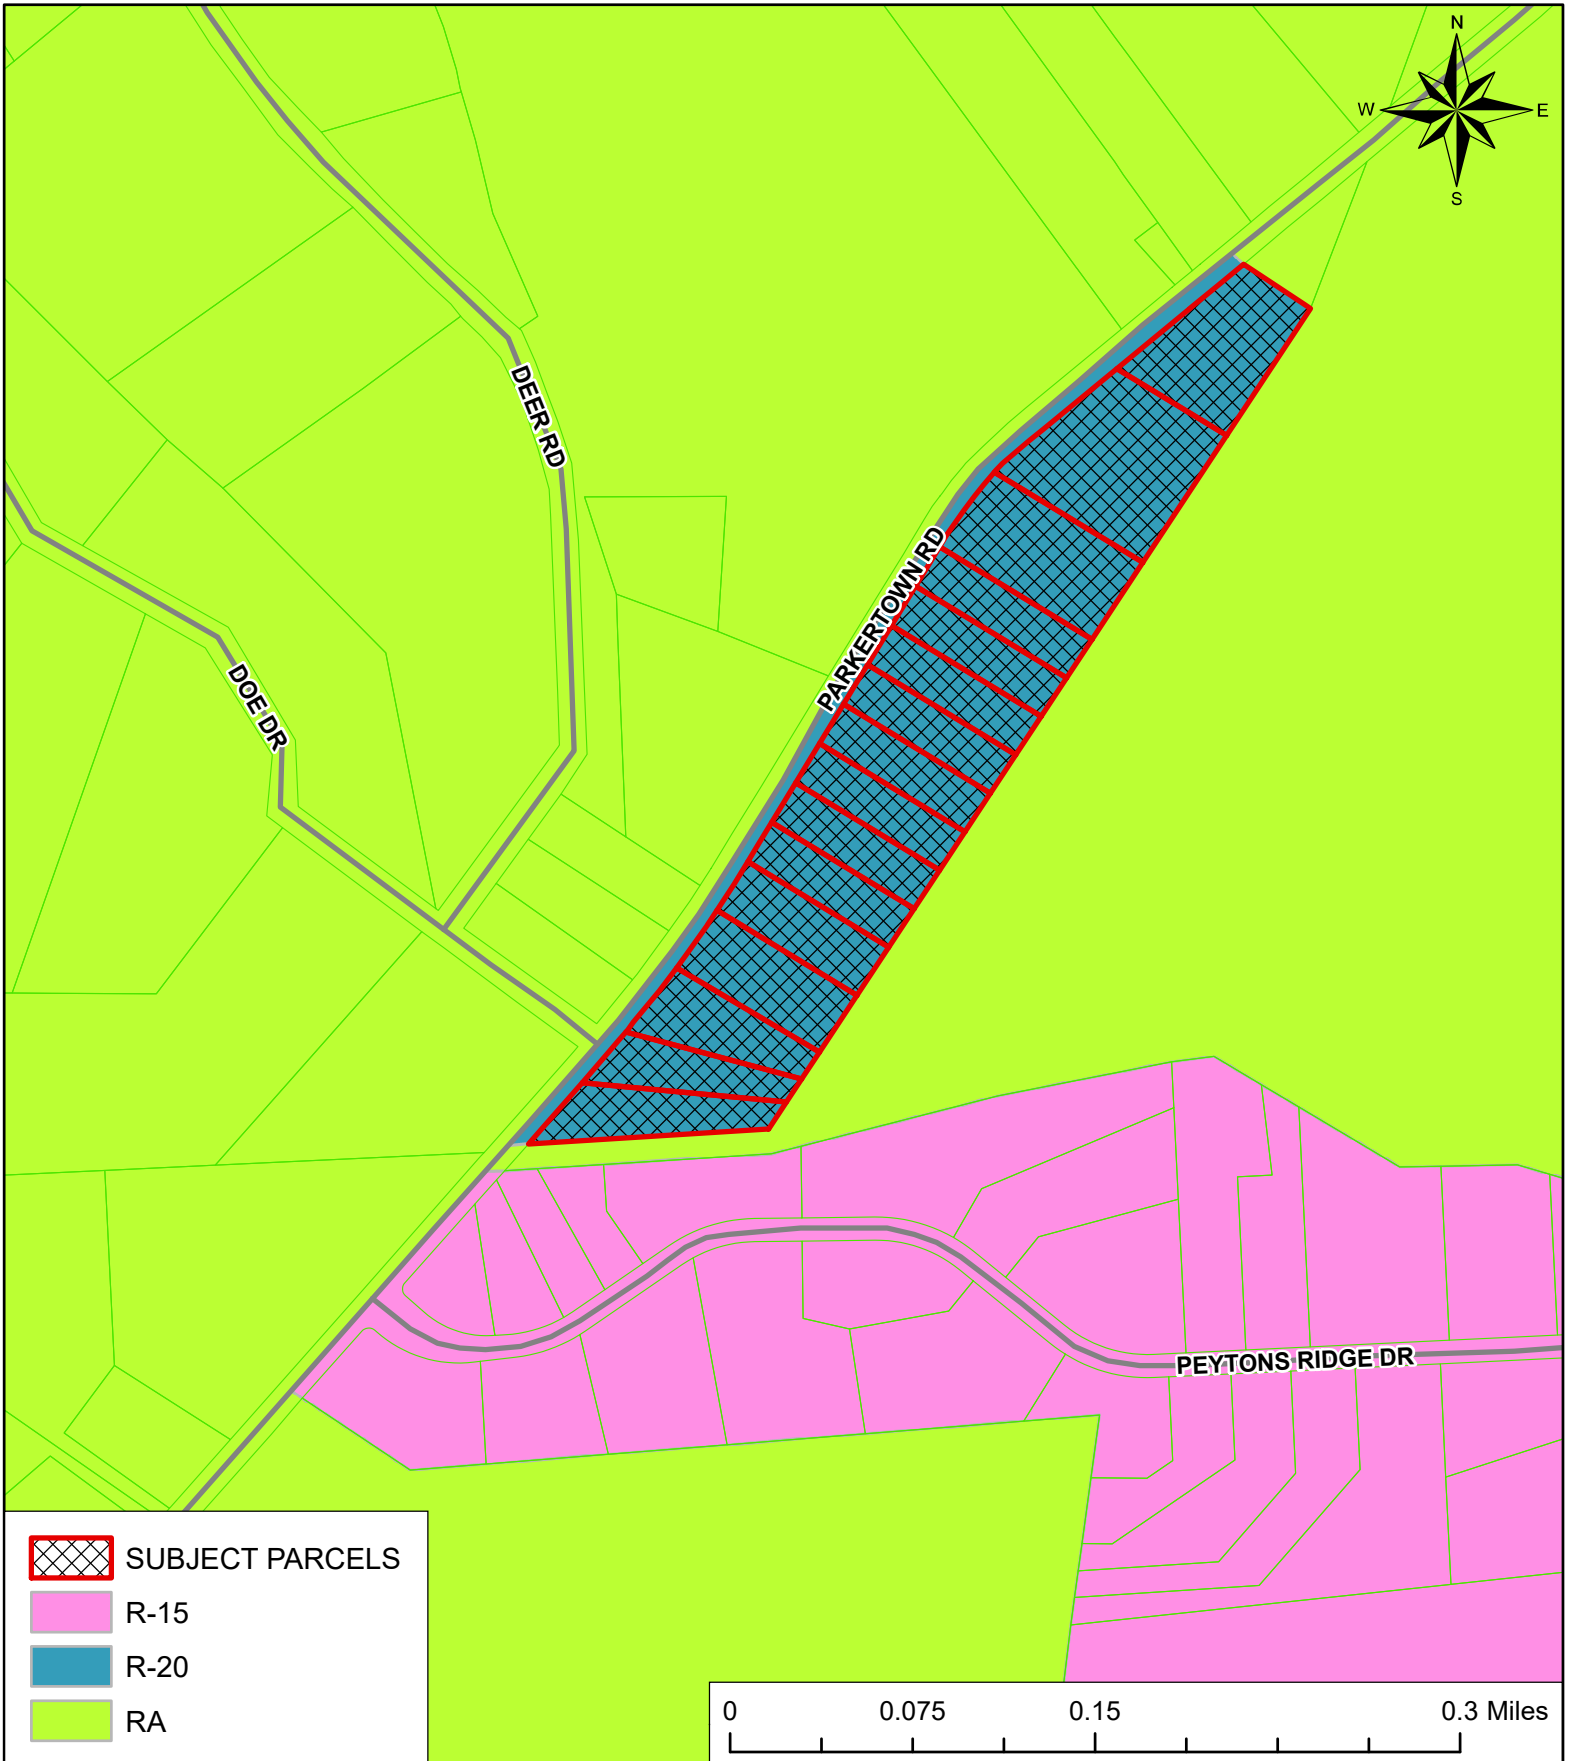 N
W E
S
DEER RD
PARKERTOWN RD
DOE DR
PEYTONS RIDGE DR
SUBJECT PARCELS
R-15
R-20
RA
0 0.075 0.15 0.3 Miles